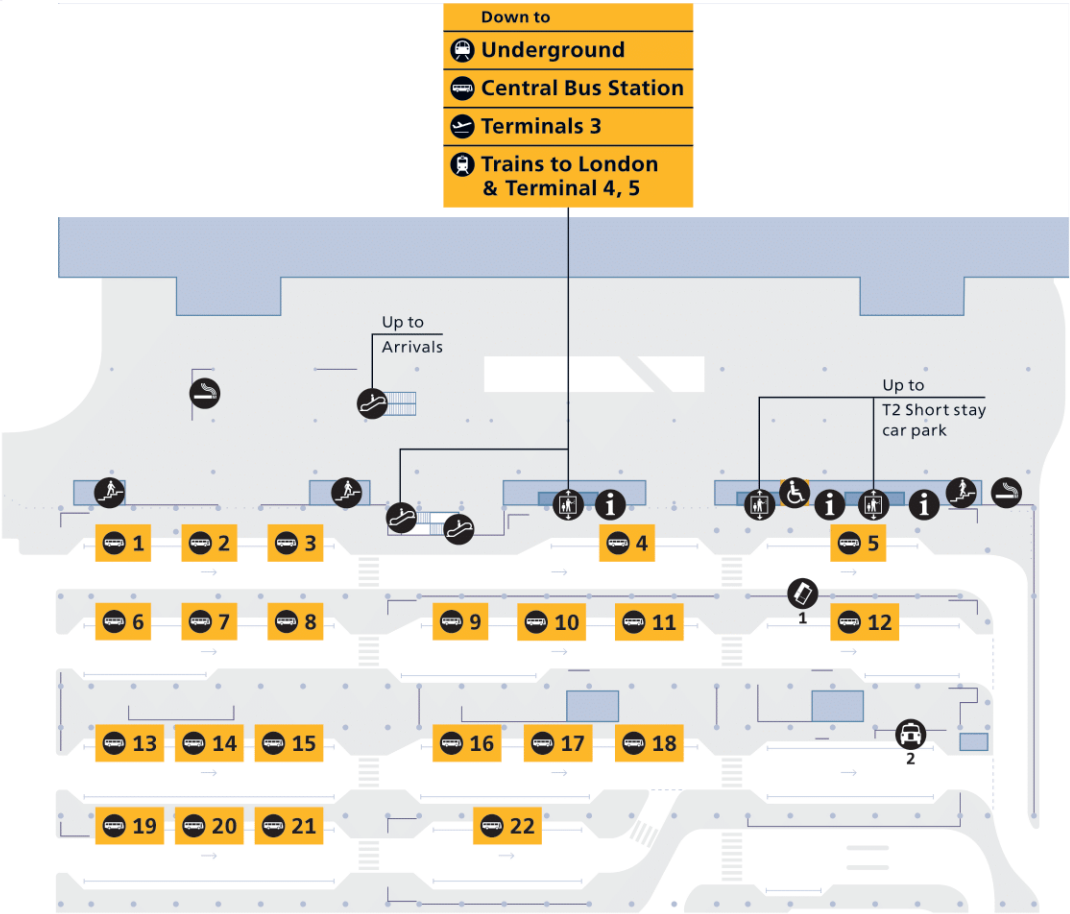 Down to
Underground
Central Bus Station
Terminals 3
Trains to London
& Terminal 4, 5
Up to
Arrivals
Up to
T2 Short stay
car park
i
i
i
1
2
3
4
5
6
7
8
9
10
11
1
12
13
14
15
16
17
18
2
19
20
21
22